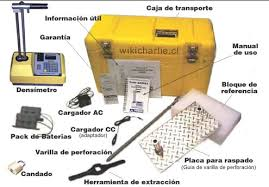 Caja de transporte
Información útil
Garantía
wikicharlie.cl
Manual de
uso
Bloque de
referencia
Densímetro
Cargador AC
Cargador CC
(adaptador)
Pack de Baterias
Varilla de perforación
Placa para raspado
(Guía de varilla de perforación)
Candado
Herramienta de extracción